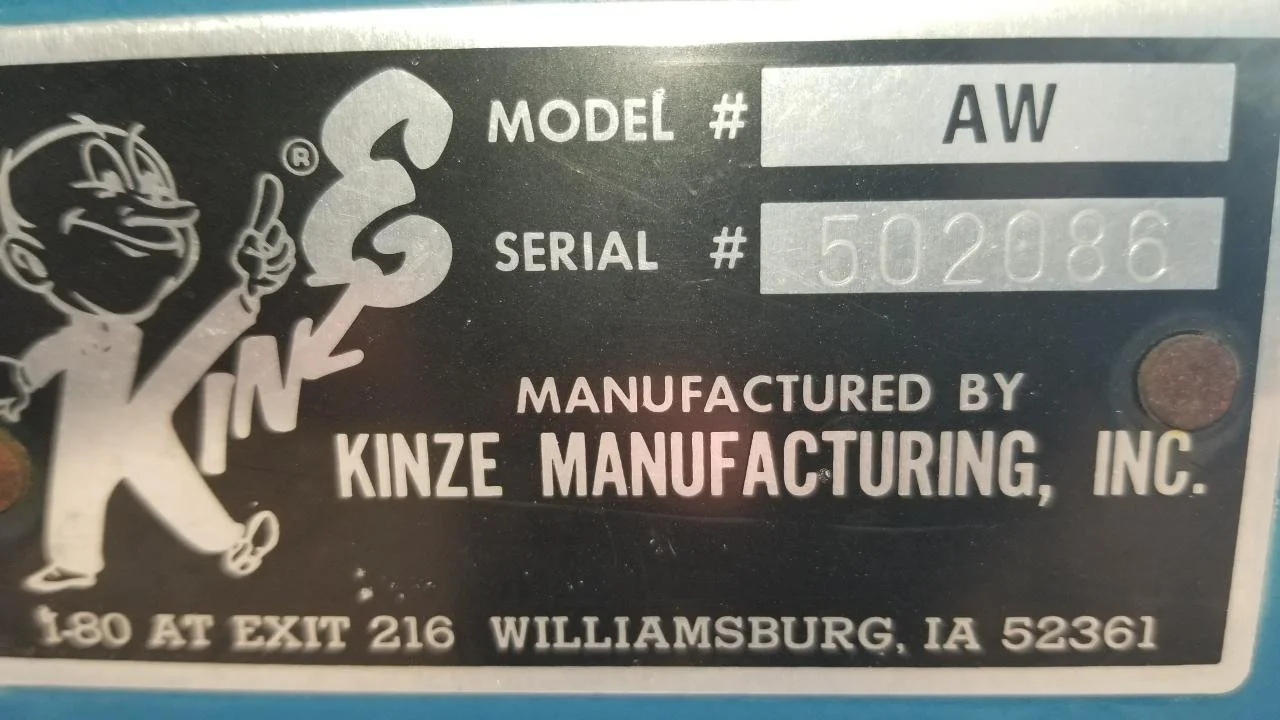 KINZE ®
MODEL # AW
SERIAL # 502086
MANUFACTURED BY
KINZE MANUFACTURING, INC.
I-80 AT EXIT 216 WILLIAMSBURG, IA 52361